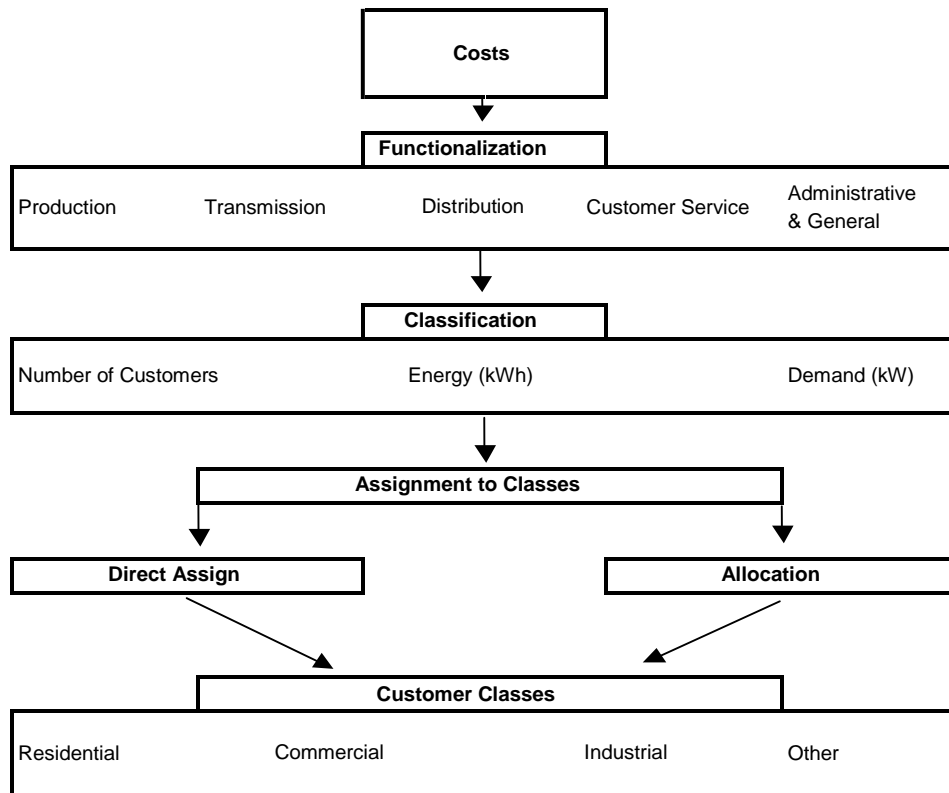 Costs
Functionalization
Production Transmission Distribution Customer Service Administrative
& General
Classification
Number of Customers Energy (kWh) Demand (kW)
Assignment to Classes
Direct Assign Allocation
Customer Classes
Residential Commercial Industrial Other